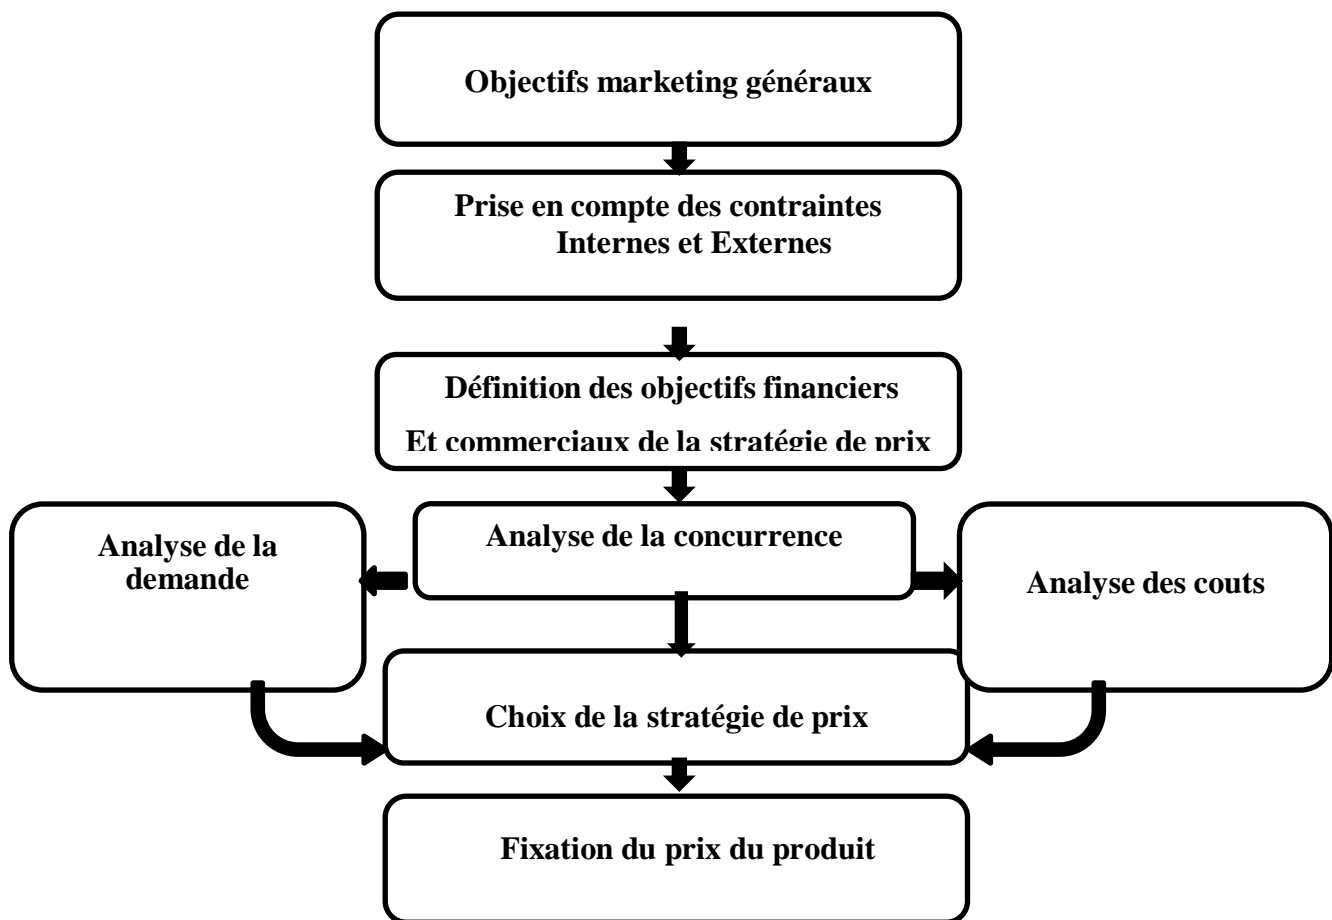 Objectifs marketing généraux
Prise en compte des contraintes
Internes et Externes
Définition des objectifs financiers
Et commerciaux de la stratégie de prix
Analyse de la
demande
Analyse de la concurrence
Analyse des couts
Choix de la stratégie de prix
Fixation du prix du produit